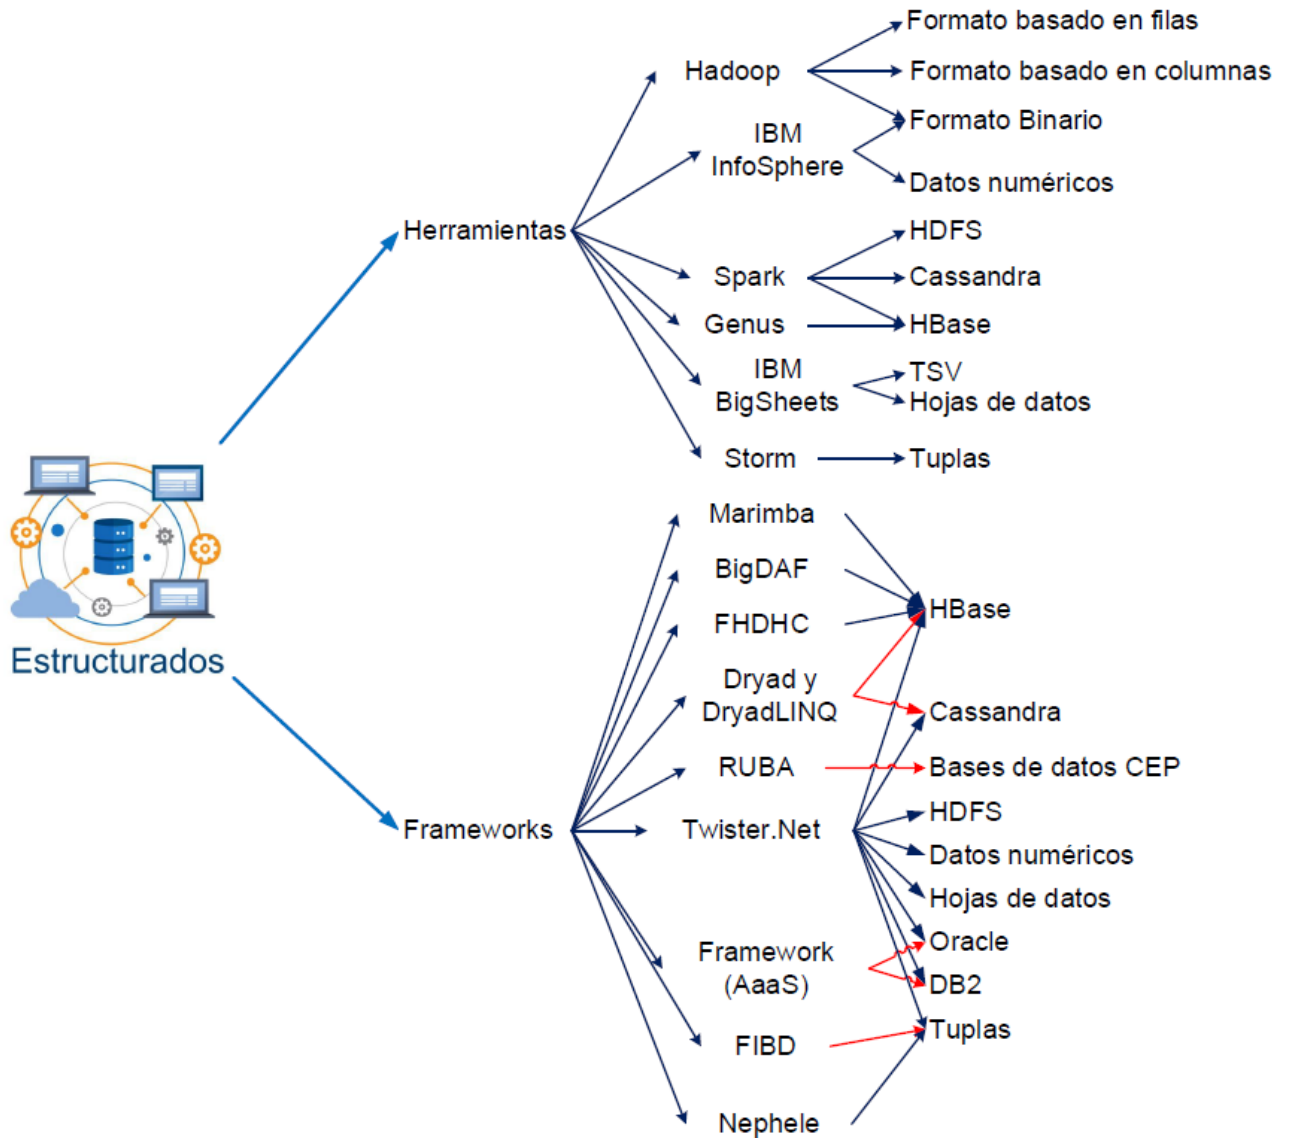 Formato basado en filas
Hadoop
Formato basado en columnas
Formato Binario
IBM
InfoSphere
Datos numéricos
Herramientas
HDFS
Spark
Cassandra
Genus
HBase
IBM
BigSheets
TSV
Hojas de datos
Storm
Tuplas
Estructurados
Marimba
BigDAF
HBase
FHDHC
Dryad y
DryadLINQ
Cassandra
RUBA
Bases de datos CEP
Frameworks
Twister.Net
HDFS
Datos numéricos
Hojas de datos
Oracle
Framework
(AaaS)
DB2
Tuplas
FIBD
Nephele